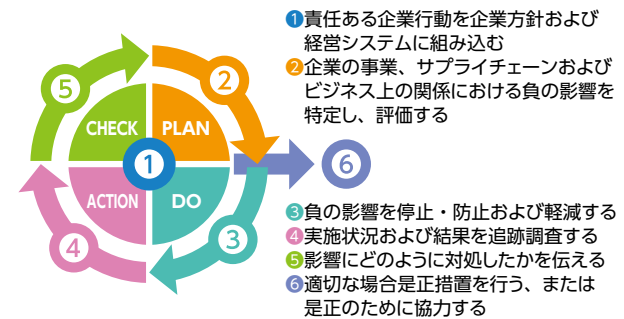 ❶責任ある企業行動を企業方針および
経営システムに組み込む
❷企業の事業、サプライチェーンおよび
ビジネス上の関係における負の影響を
特定し、評価する
5
2
CHECK
PLAN
1
6
ACTION
DO
4
3
❸負の影響を停止・防止および軽減する
❹実施状況および結果を追跡調査する
❺影響にどのように対処したかを伝える
❻適切な場合是正措置を行う、または
是正のために協力する